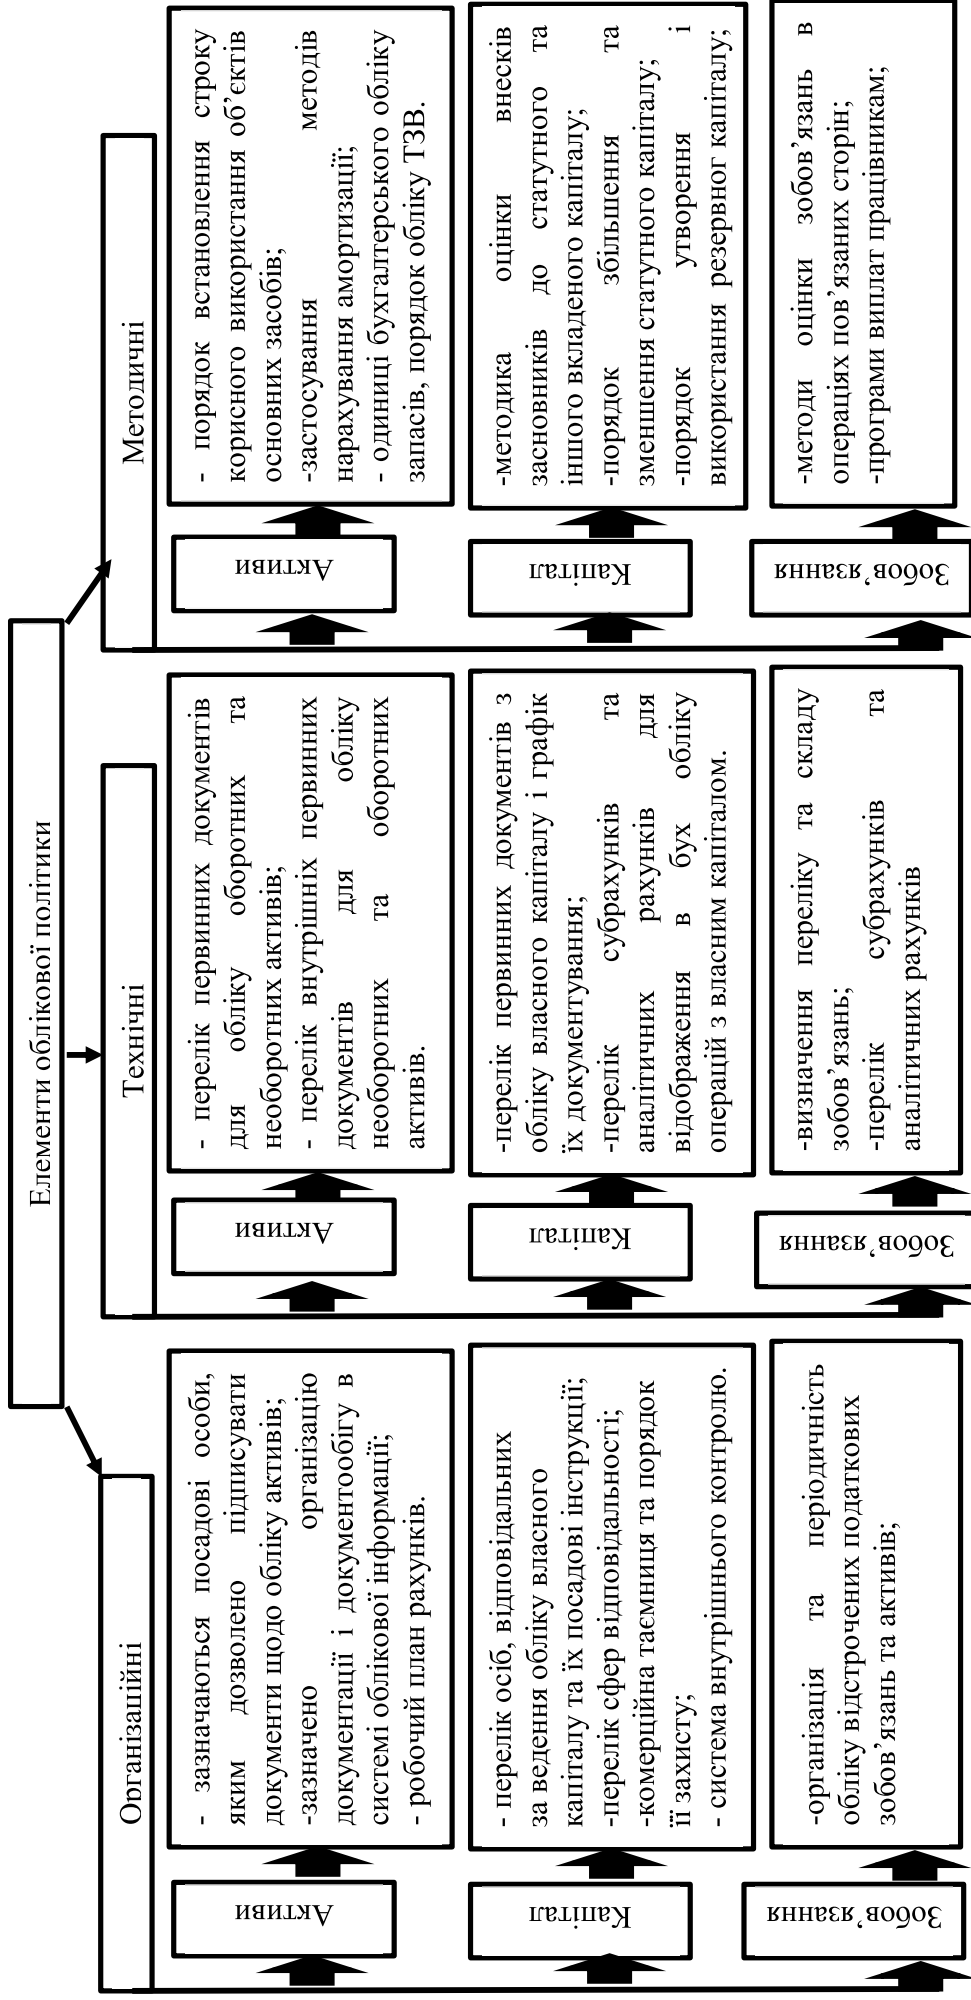 Елементи облікової політики
Організаційні
Активи
- зазначаються посадові особи,
яким дозволено підписувати
документи щодо обліку активів;
-зазначено організацію
документації і документообігу в
системі облікової інформації;
- робочий план рахунків.
Капітал
- перелік осіб, відповідальних
за ведення обліку власного
капіталу та їх посадові інструкції;
-перелік сфер відповідальності;
-комерційна таємниця та порядок
її захисту;
- система внутрішнього контролю.
Зобов’язання
-організація та періодичність
обліку відстрочених податкових
зобов’язань та активів;
Технічні
Активи
- перелік первинних документів
для обліку оборотних та
необоротних активів;
- перелік внутрішніх первинних
документів для обліку
необоротних та оборотних
активів.
Капітал
-перелік первинних документів з
обліку власного капіталу і графік
їх документування;
-перелік субрахунків та
аналітичних рахунків для
відображення в бух обліку
операцій з власним капіталом.
Зобов’язання
-визначення переліку та складу
зобов’язань;
-перелік субрахунків та
аналітичних рахунків
Методичні
Активи
- порядок встановлення строку
корисного використання об’єктів
основних засобів;
-застосування методів
нарахування амортизації;
- одиниці бухгалтерського обліку
запасів, порядок обліку ТЗВ.
Капітал
-методика оцінки внесків
засновників до статутного та
іншого вкладеного капіталу;
-порядок збільшення та
зменшення статутного капіталу;
-порядок утворення і
використання резервног капіталу;
Зобов’язання
-методи оцінки зобов’язань в
операціях пов’язаних сторін;
-програми виплат працівникам;